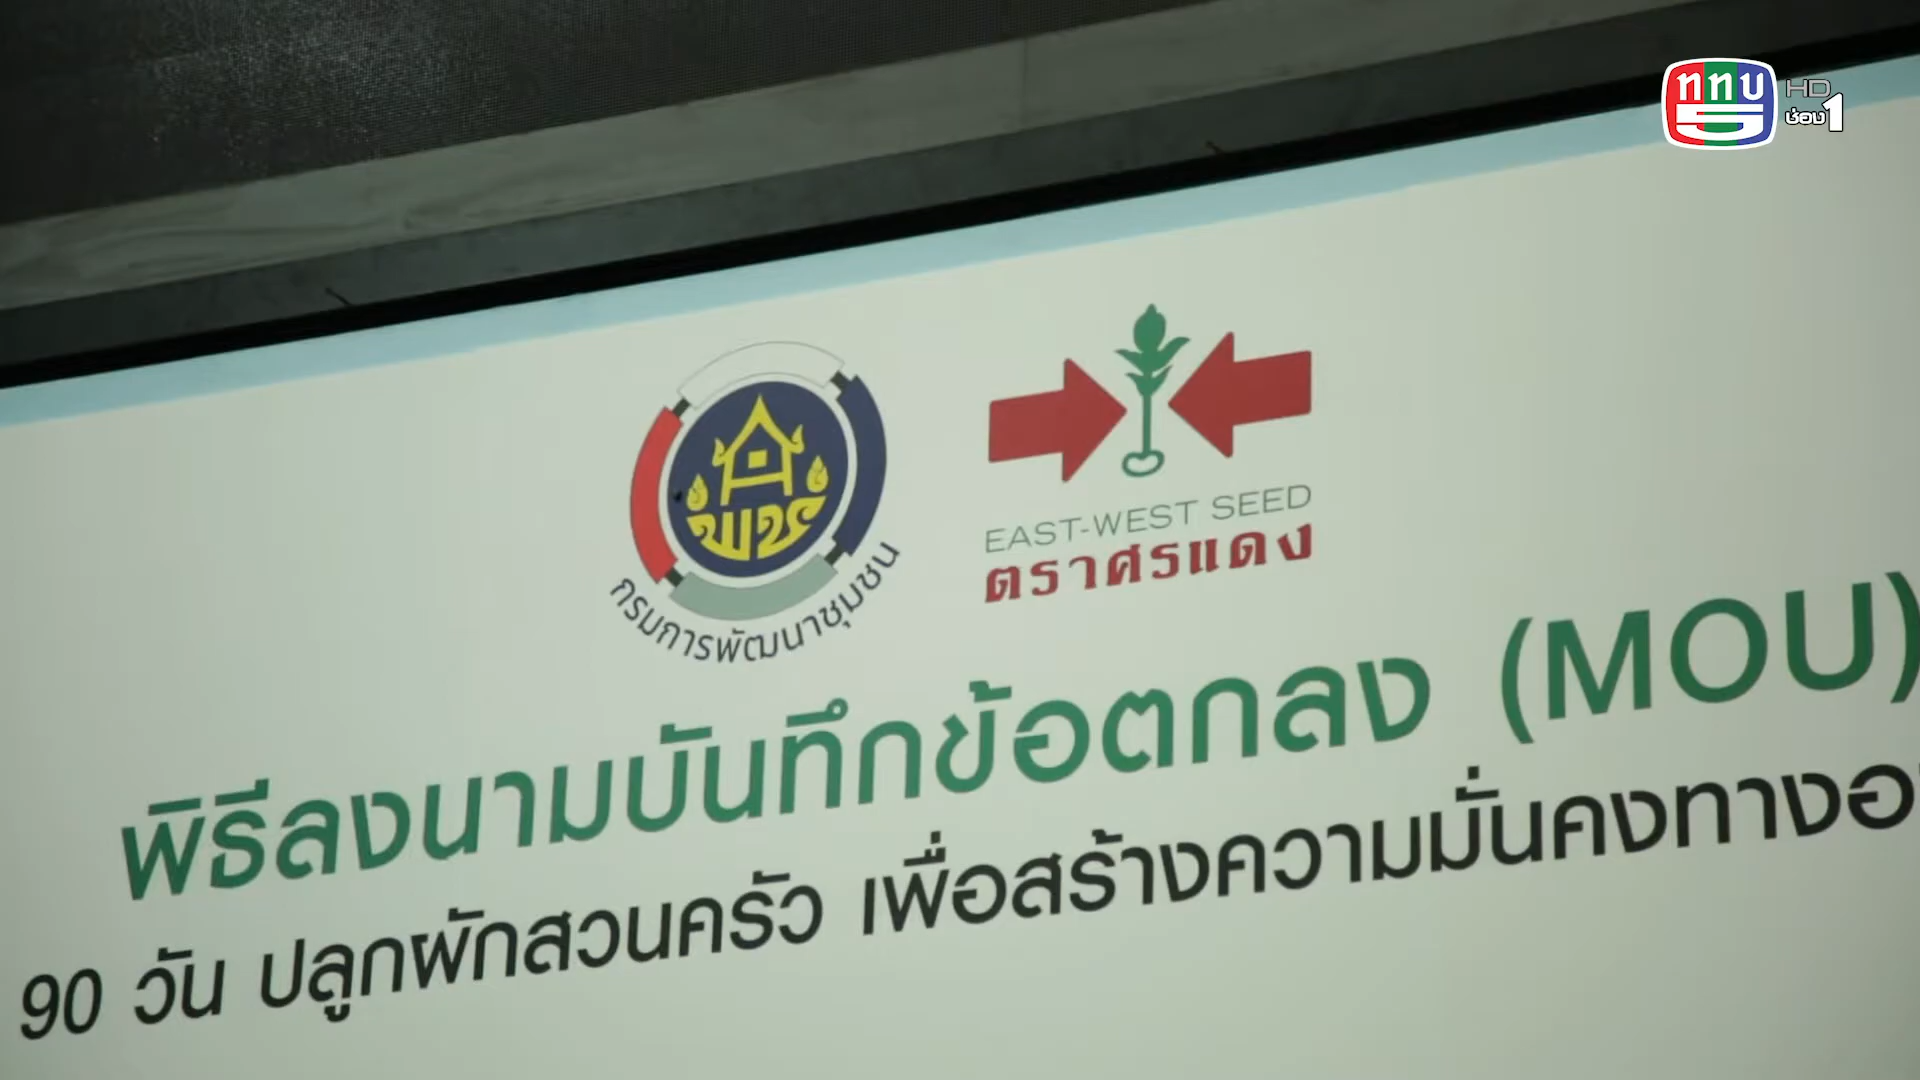 ททบ
5
HD
ช่อง1
พช
กรมการพัฒนาชุมชน
EAST-WEST SEED
ตราศรแดง
พิธีลงนามบันทึกข้อตกลง (MOU)
90 วัน ปลูกผักสวนครัว เพื่อสร้างความมั่นคงทาง